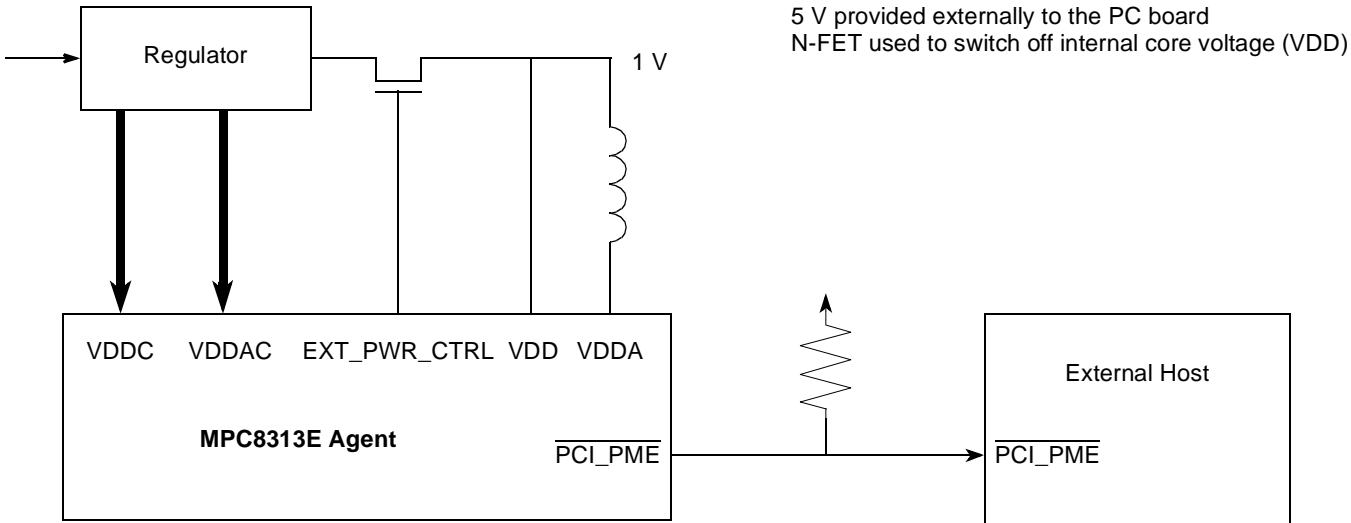 5 V provided externally to the PC board
N-FET used to switch off internal core voltage (VDD)
Regulator
1 V
VDDC VDDAC EXT_PWR_CTRL VDD VDDA
External Host
MPC8313E Agent
PCI_PME
PCI_PME